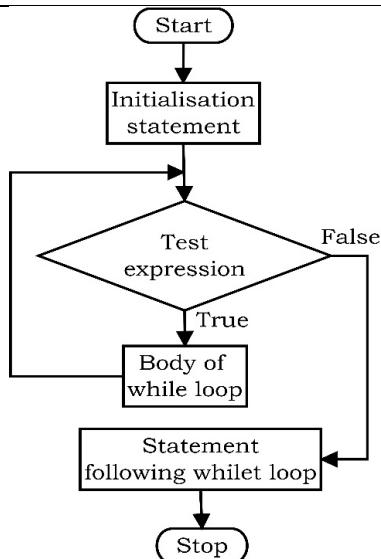 Start
Initialisation
statement
Test
expression
False
True
Body of
while loop
Statement
following whilet loop
Stop